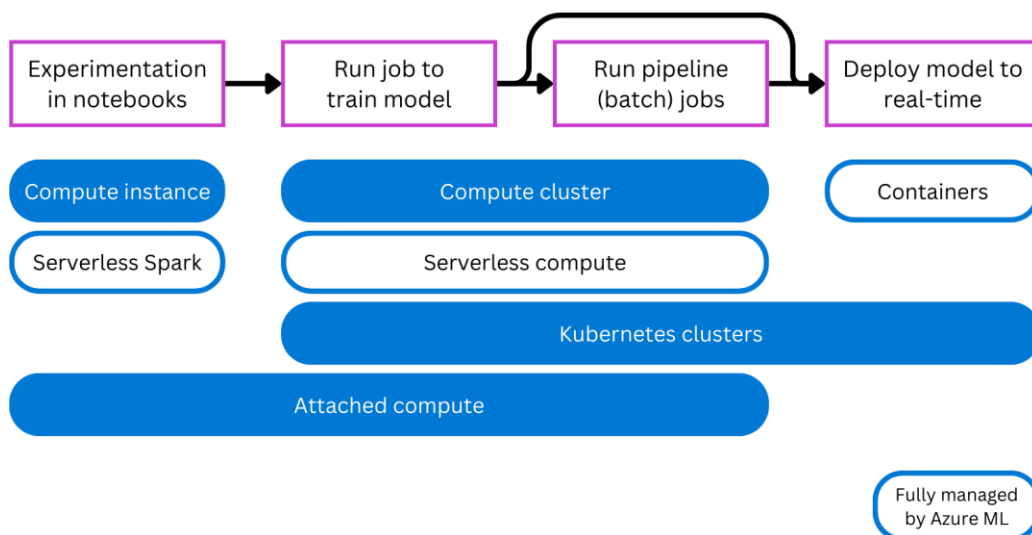 Experimentation
in notebooks
Run job to
train model
Run pipeline
(batch) jobs
Deploy model to
real-time
Compute instance
Compute cluster
Containers
Serverless Spark
Serverless compute
Kubernetes clusters
Attached compute
Fully managed
by Azure ML